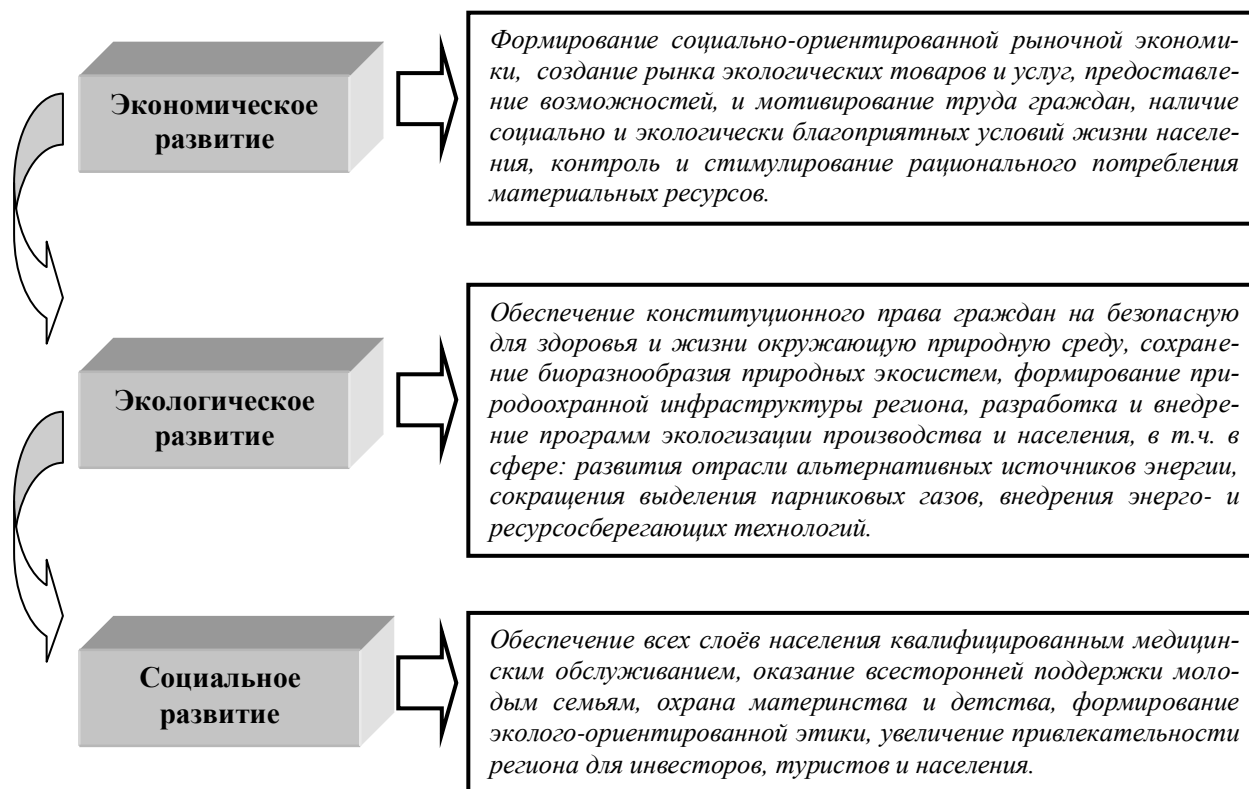 Экономическое
развитие
Формирование социально-ориентированной рыночной экономи-
ки, создание рынка экологических товаров и услуг, предоставле-
ние возможностей, и мотивирование труда граждан, наличие
социально и экологически благоприятных условий жизни населе-
ния, контроль и стимулирование рационального потребления
материальных ресурсов.
Экологическое
развитие
Обеспечение конституционного права граждан на безопасную
для здоровья и жизни окружающую природную среду, сохране-
ние биоразнообразия природных экосистем, формирование при-
родоохранной инфраструктуры региона, разработка и внедре-
ние программ экологизации производства и населения, в т.ч. в
сфере: развития отрасли альтернативных источников энергии,
сокращения выделения парниковых газов, внедрения энерго- и
ресурсосберегающих технологий.
Социальное
развитие
Обеспечение всех слоёв населения квалифицированным медицин-
ским обслуживанием, оказание всесторонней поддержки моло-
дым семьям, охрана материнства и детства, формирование
эколого-ориентированной этики, увеличение привлекательности
региона для инвесторов, туристов и населения.